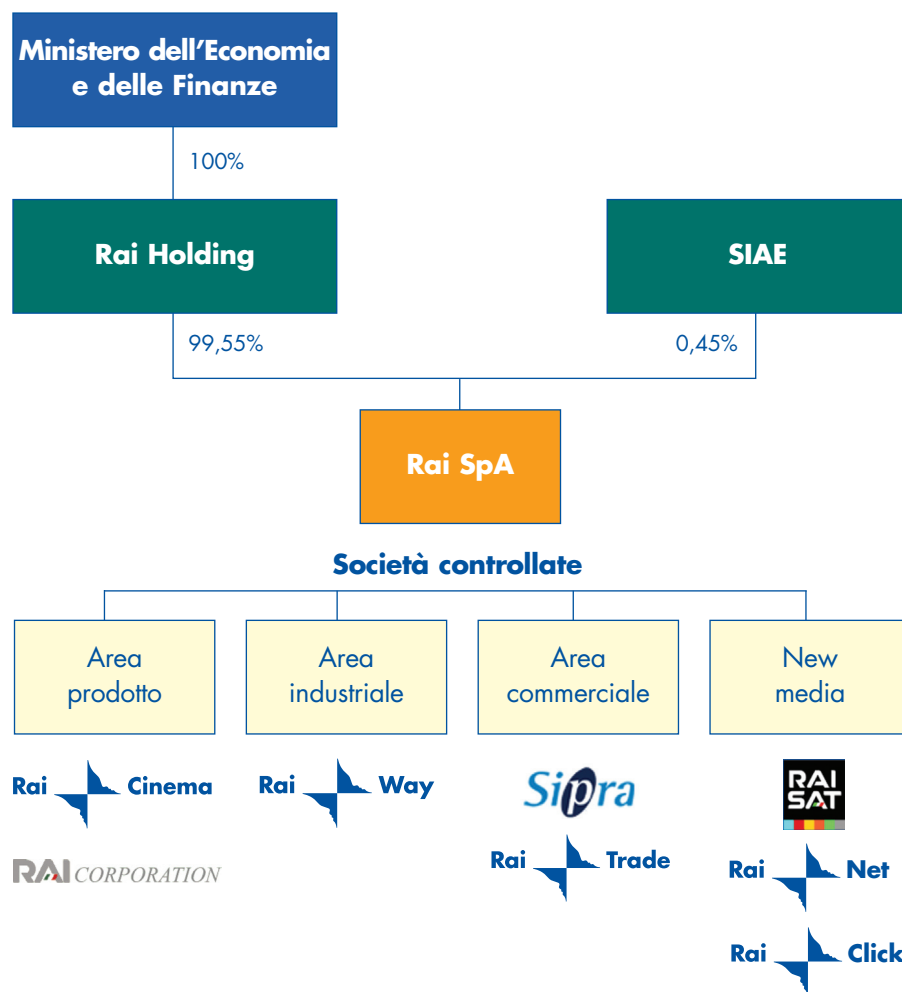 Ministero dell'Economia
e delle Finanze
100%
Rai Holding
SIAE
99,55%
0,45%
Rai SpA
Società controllate
Area
prodotto
Area
industriale
Area
commerciale
New
media
Rai Cinema
Rai Way
Sipra
RAI
SAT
Rai Trade
RAI CORPORATION
Rai Net
Rai Click